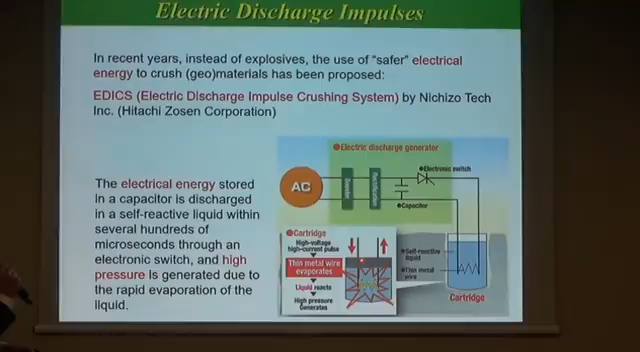 Electric Discharge Impulses
In recent years, instead of explosives, the use of "safer" electrical
energy to crush (geo)materials has been proposed:
EDICS (Electric DIscharge Impulse Crushing System) by Nichizo Tech
Inc. (Hitachi Zosen Corporation)
The electrical energy stored
in a capacitor is discharged
in a self-reactive liquid within
several hundreds of
microseconds through an
electronic switch, and high
pressure is generated due to
the rapid evaporation of the
liquid.
Electric discharge generator
Electronic switch
AC
Capacitor
Cartridge
High-voltage
high-current pulse
Thin metal wire
evaporates
Liquid reacts
High pressure
Generates
Self-reactive
liquid
Thin metal
wire
Cartridge